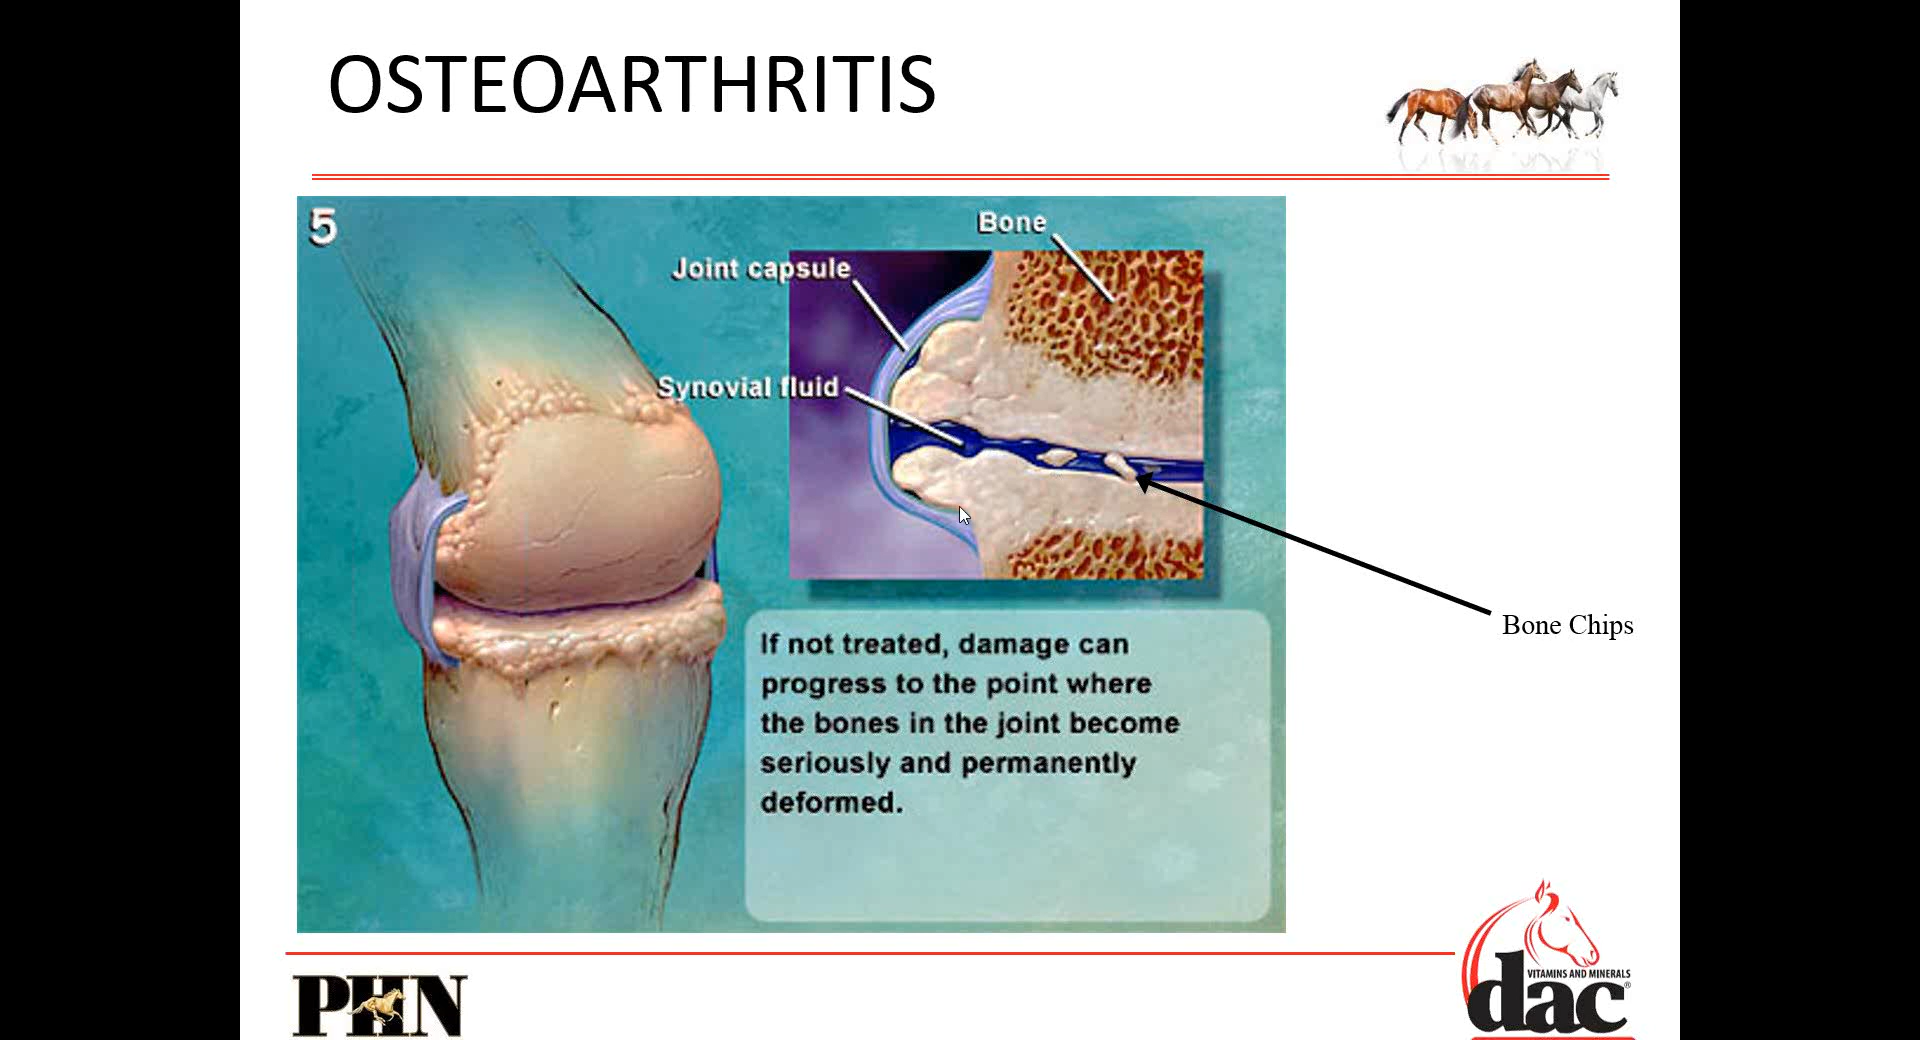 OSTEOARTHRITIS
5
Bone
Joint capsule
Synovial fluid
Bone Chips
If not treated, damage can
progress to the point where
the bones in the joint become
seriously and permanently
deformed.
PHN
VITAMINS AND MINERALS
dac®